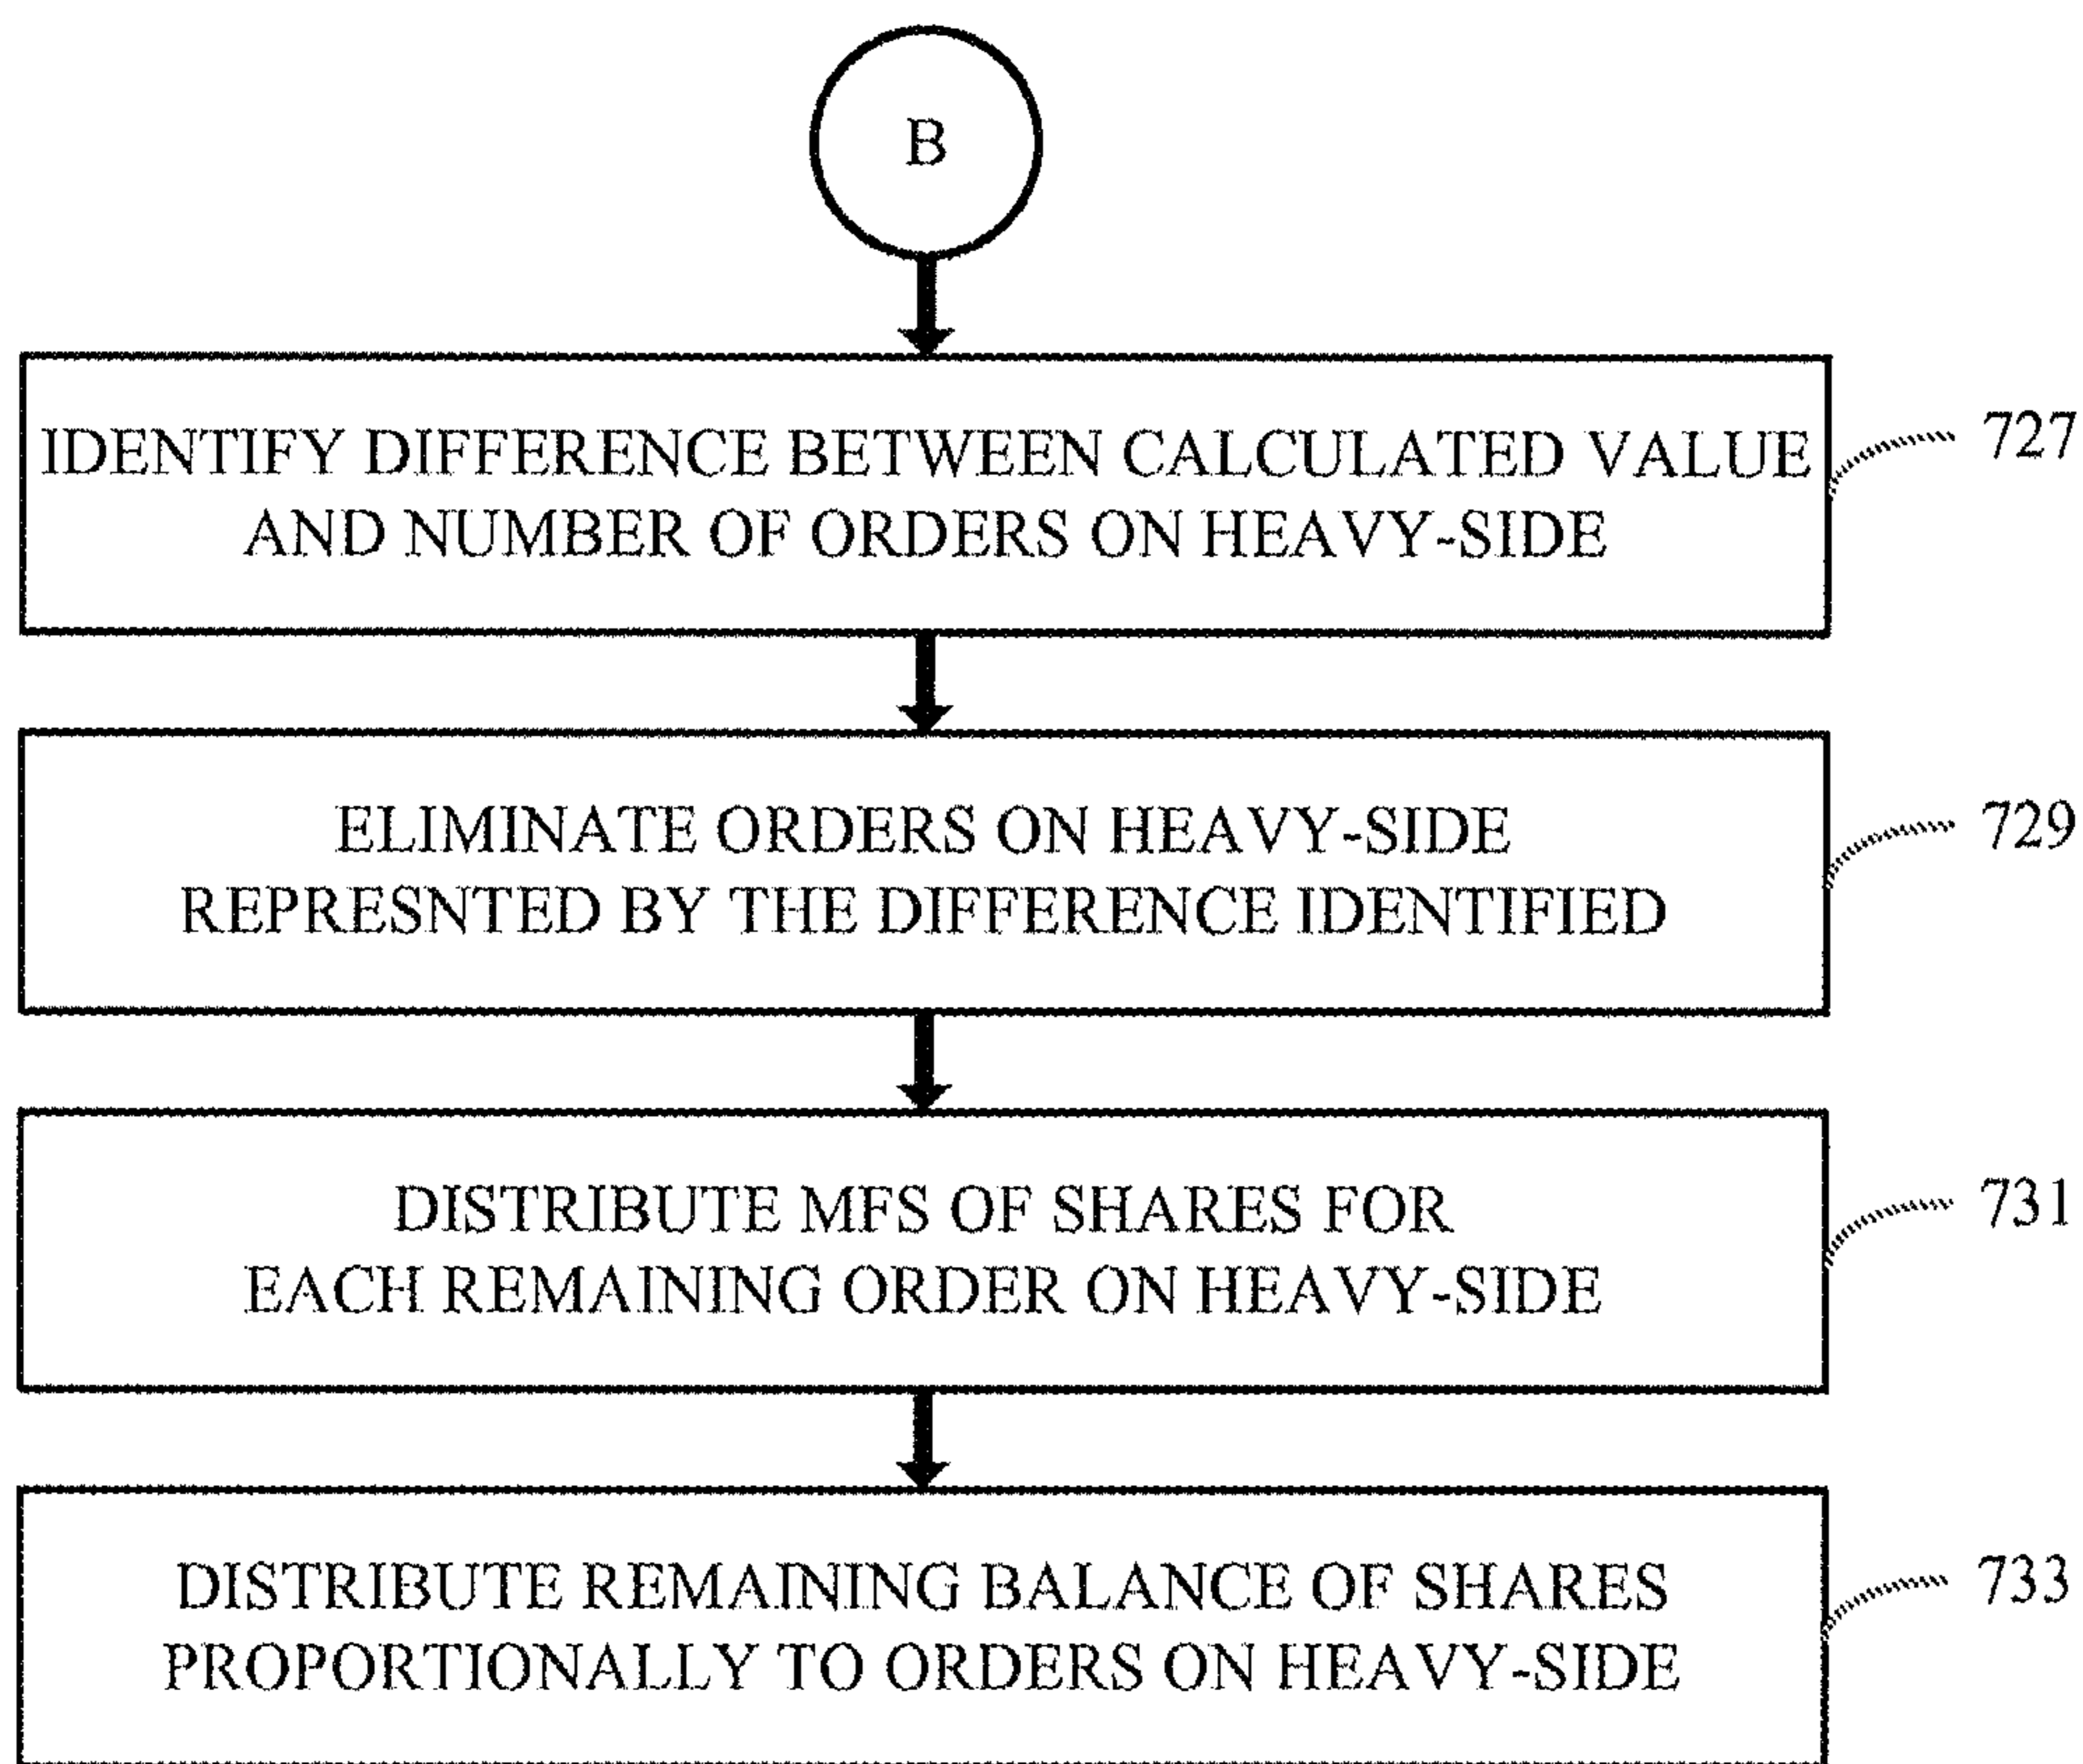 B
IDENTIFY DIFFERENCE BETWEEN CALCULATED VALUE
AND NUMBER OF ORDERS ON HEAVY-SIDE
727
ELIMINATE ORDERS ON HEAVY-SIDE
REPRESNTED BY THE DIFFERENCE IDENTIFIED
729
DISTRIBUTE MFS OF SHARES FOR
EACH REMAINING ORDER ON HEAVY-SIDE
731
DISTRIBUTE REMAINING BALANCE OF SHARES
PROPORTIONALLY TO ORDERS ON HEAVY-SIDE
733